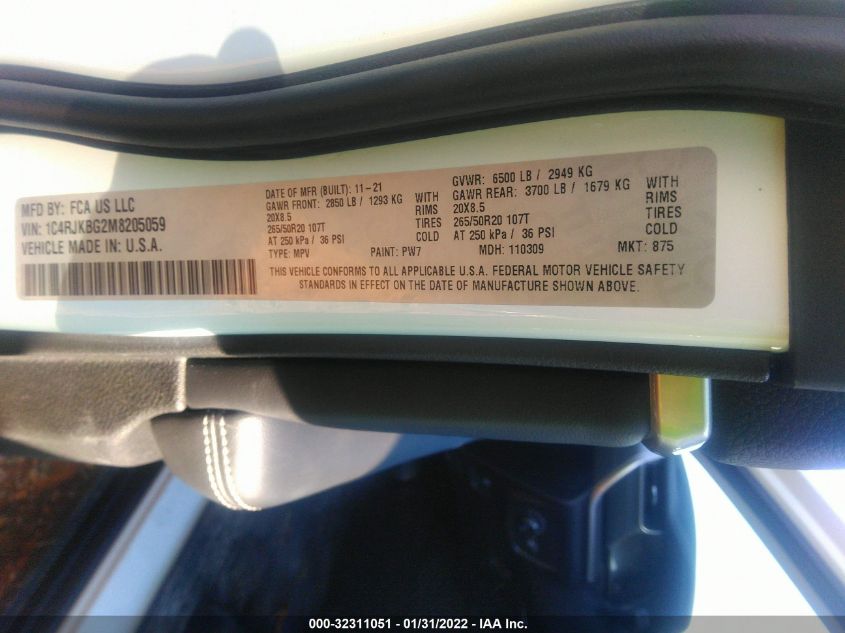 MFD BY: FCA US LLC
VIN: 1C4RJKBG2M8205059
VEHICLE MADE IN: U.S.A.
DATE OF MFR (BUILT): 11-21
GAWR FRONT: 2850 LB / 1293 KG
20X8.5
265/50R20 107T
AT 250 kPa / 36 PSI
WITH
RIMS
TIRES
COLD
TYPE: MPV
PAINT: PW7
GVWR: 6500 LB / 2949 KG
GAWR REAR: 3700 LB / 1679 KG
20X8.5
265/50R20 107T
AT 250 kPa / 36 PSI
WITH
RIMS
TIRES
COLD
MDH: 110309
MKT: 875
THIS VEHICLE CONFORMS TO ALL APPLICABLE U.S.A. FEDERAL MOTOR VEHICLE SAFETY
STANDARDS IN EFFECT ON THE DATE OF MANUFACTURE SHOWN ABOVE.
000-32311051 - 01/31/2022 - IAA Inc.